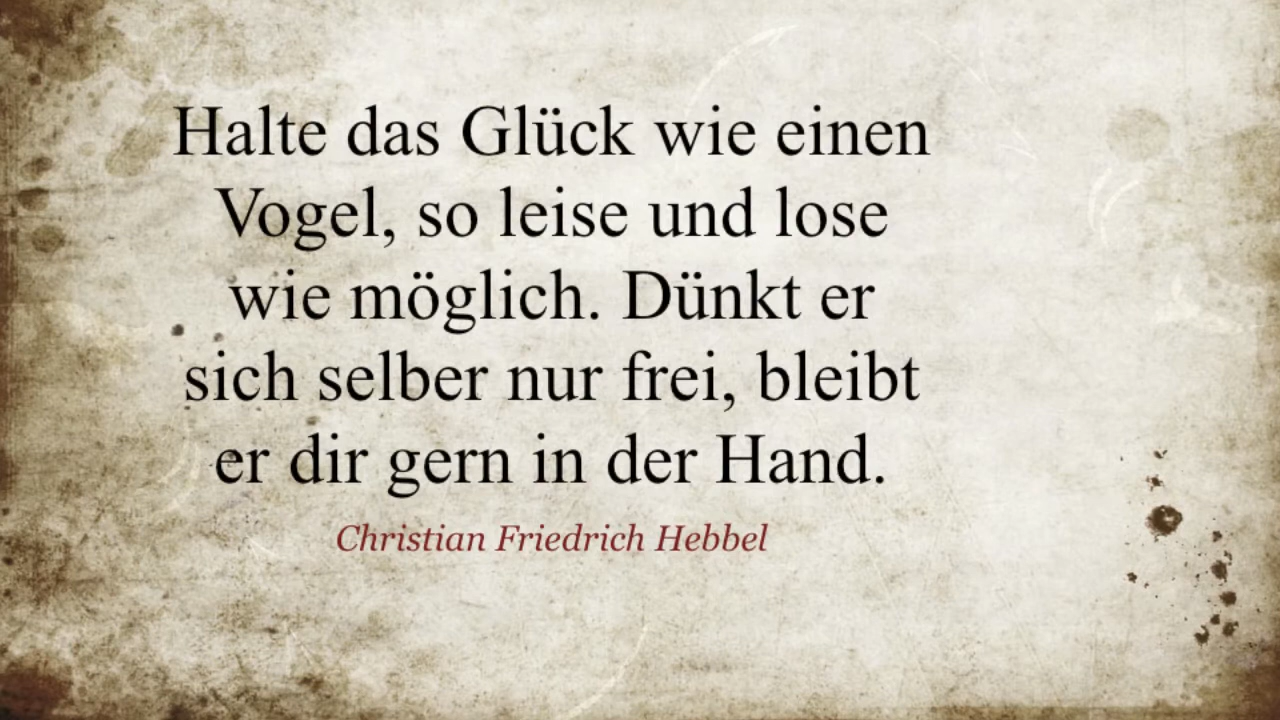 Halte das Glück wie einen
Vogel, so leise und lose
wie möglich. Dünkt er
sich selber nur frei, bleibt
er dir gern in der Hand.
Christian Friedrich Hebbel